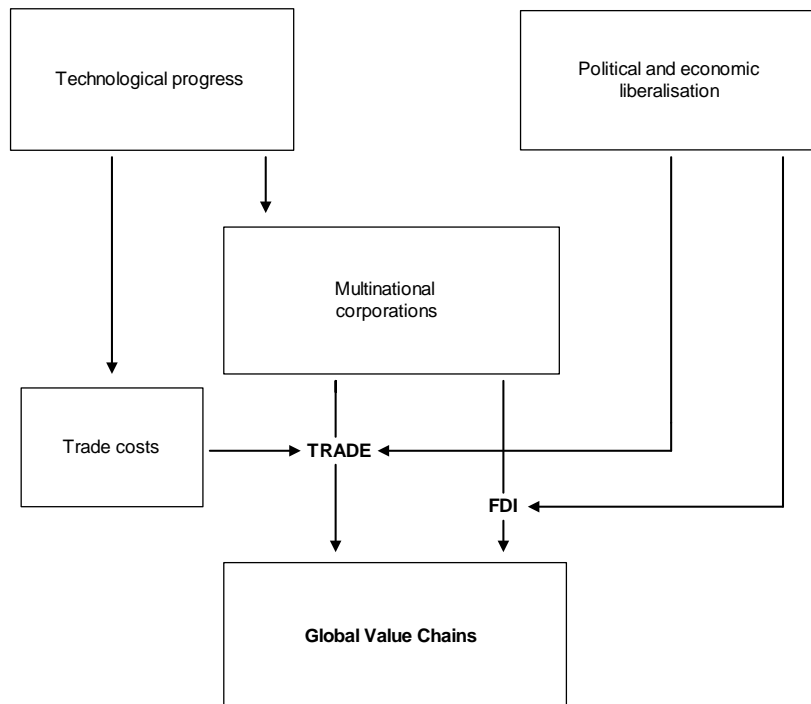 Technological progress
Political and economic
liberalisation
Multinational
corporations
Trade costs
TRADE
FDI
Global Value Chains